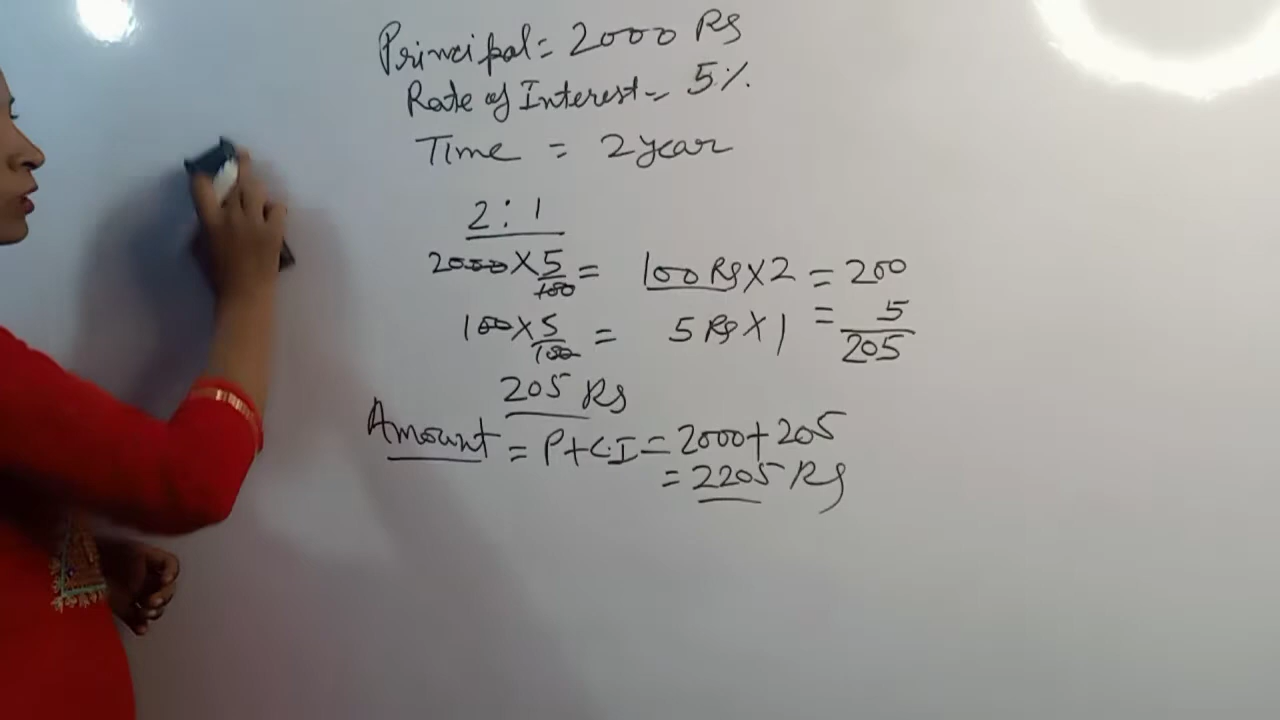 Principal = 2000 Rs
Rate of Interest = 5%
Time = 2 year
2 : 1
2000 × 5/100 = 100 Rs × 2 = 200
100 × 5/100 = 5 Rs × 1 = 5
205
205 Rs
Amount = P + C.I = 2000 + 205
= 2205 Rs